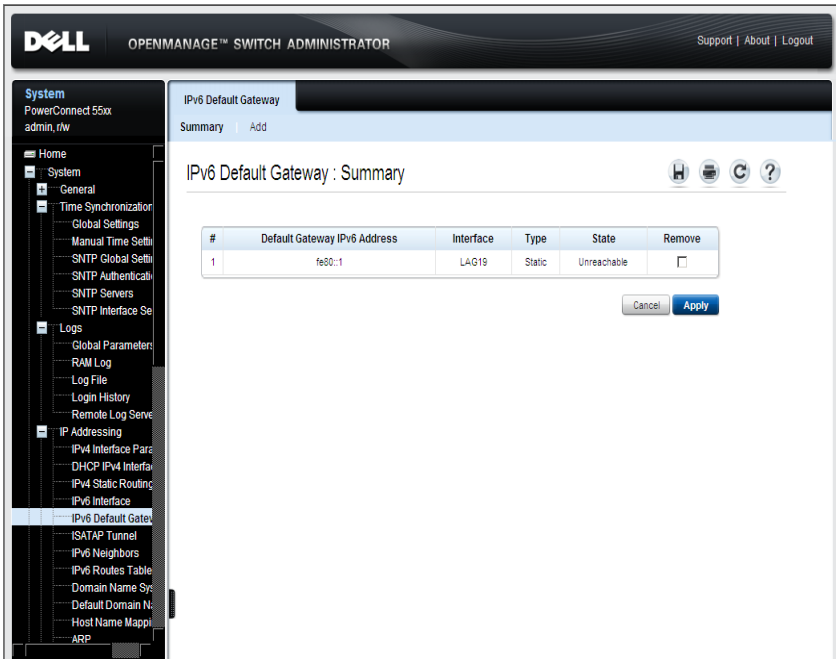 DELL
OPENMANAGE™ SWITCH ADMINISTRATOR
Support | About | Logout
System
PowerConnect 55xx
admin, r/w
Home
System
General
Time Synchronization
Global Settings
Manual Time Settin
SNTP Global Settin
SNTP Authenticati
SNTP Servers
SNTP Interface Se
Logs
Global Parameters
RAM Log
Log File
Login History
Remote Log Serve
IP Addressing
IPv4 Interface Para
DHCP IPv4 Interfac
IPv4 Static Routing
IPv6 Interface
IPv6 Default Gatew
ISATAP Tunnel
IPv6 Neighbors
IPv6 Routes Table
Domain Name Sys
Default Domain Na
Host Name Mappi
ARP
IPv6 Default Gateway
Summary | Add
IPv6 Default Gateway : Summary
# Default Gateway IPv6 Address Interface Type State Remove
1 fe80::1 LAG19 Static Unreachable
Cancel Apply